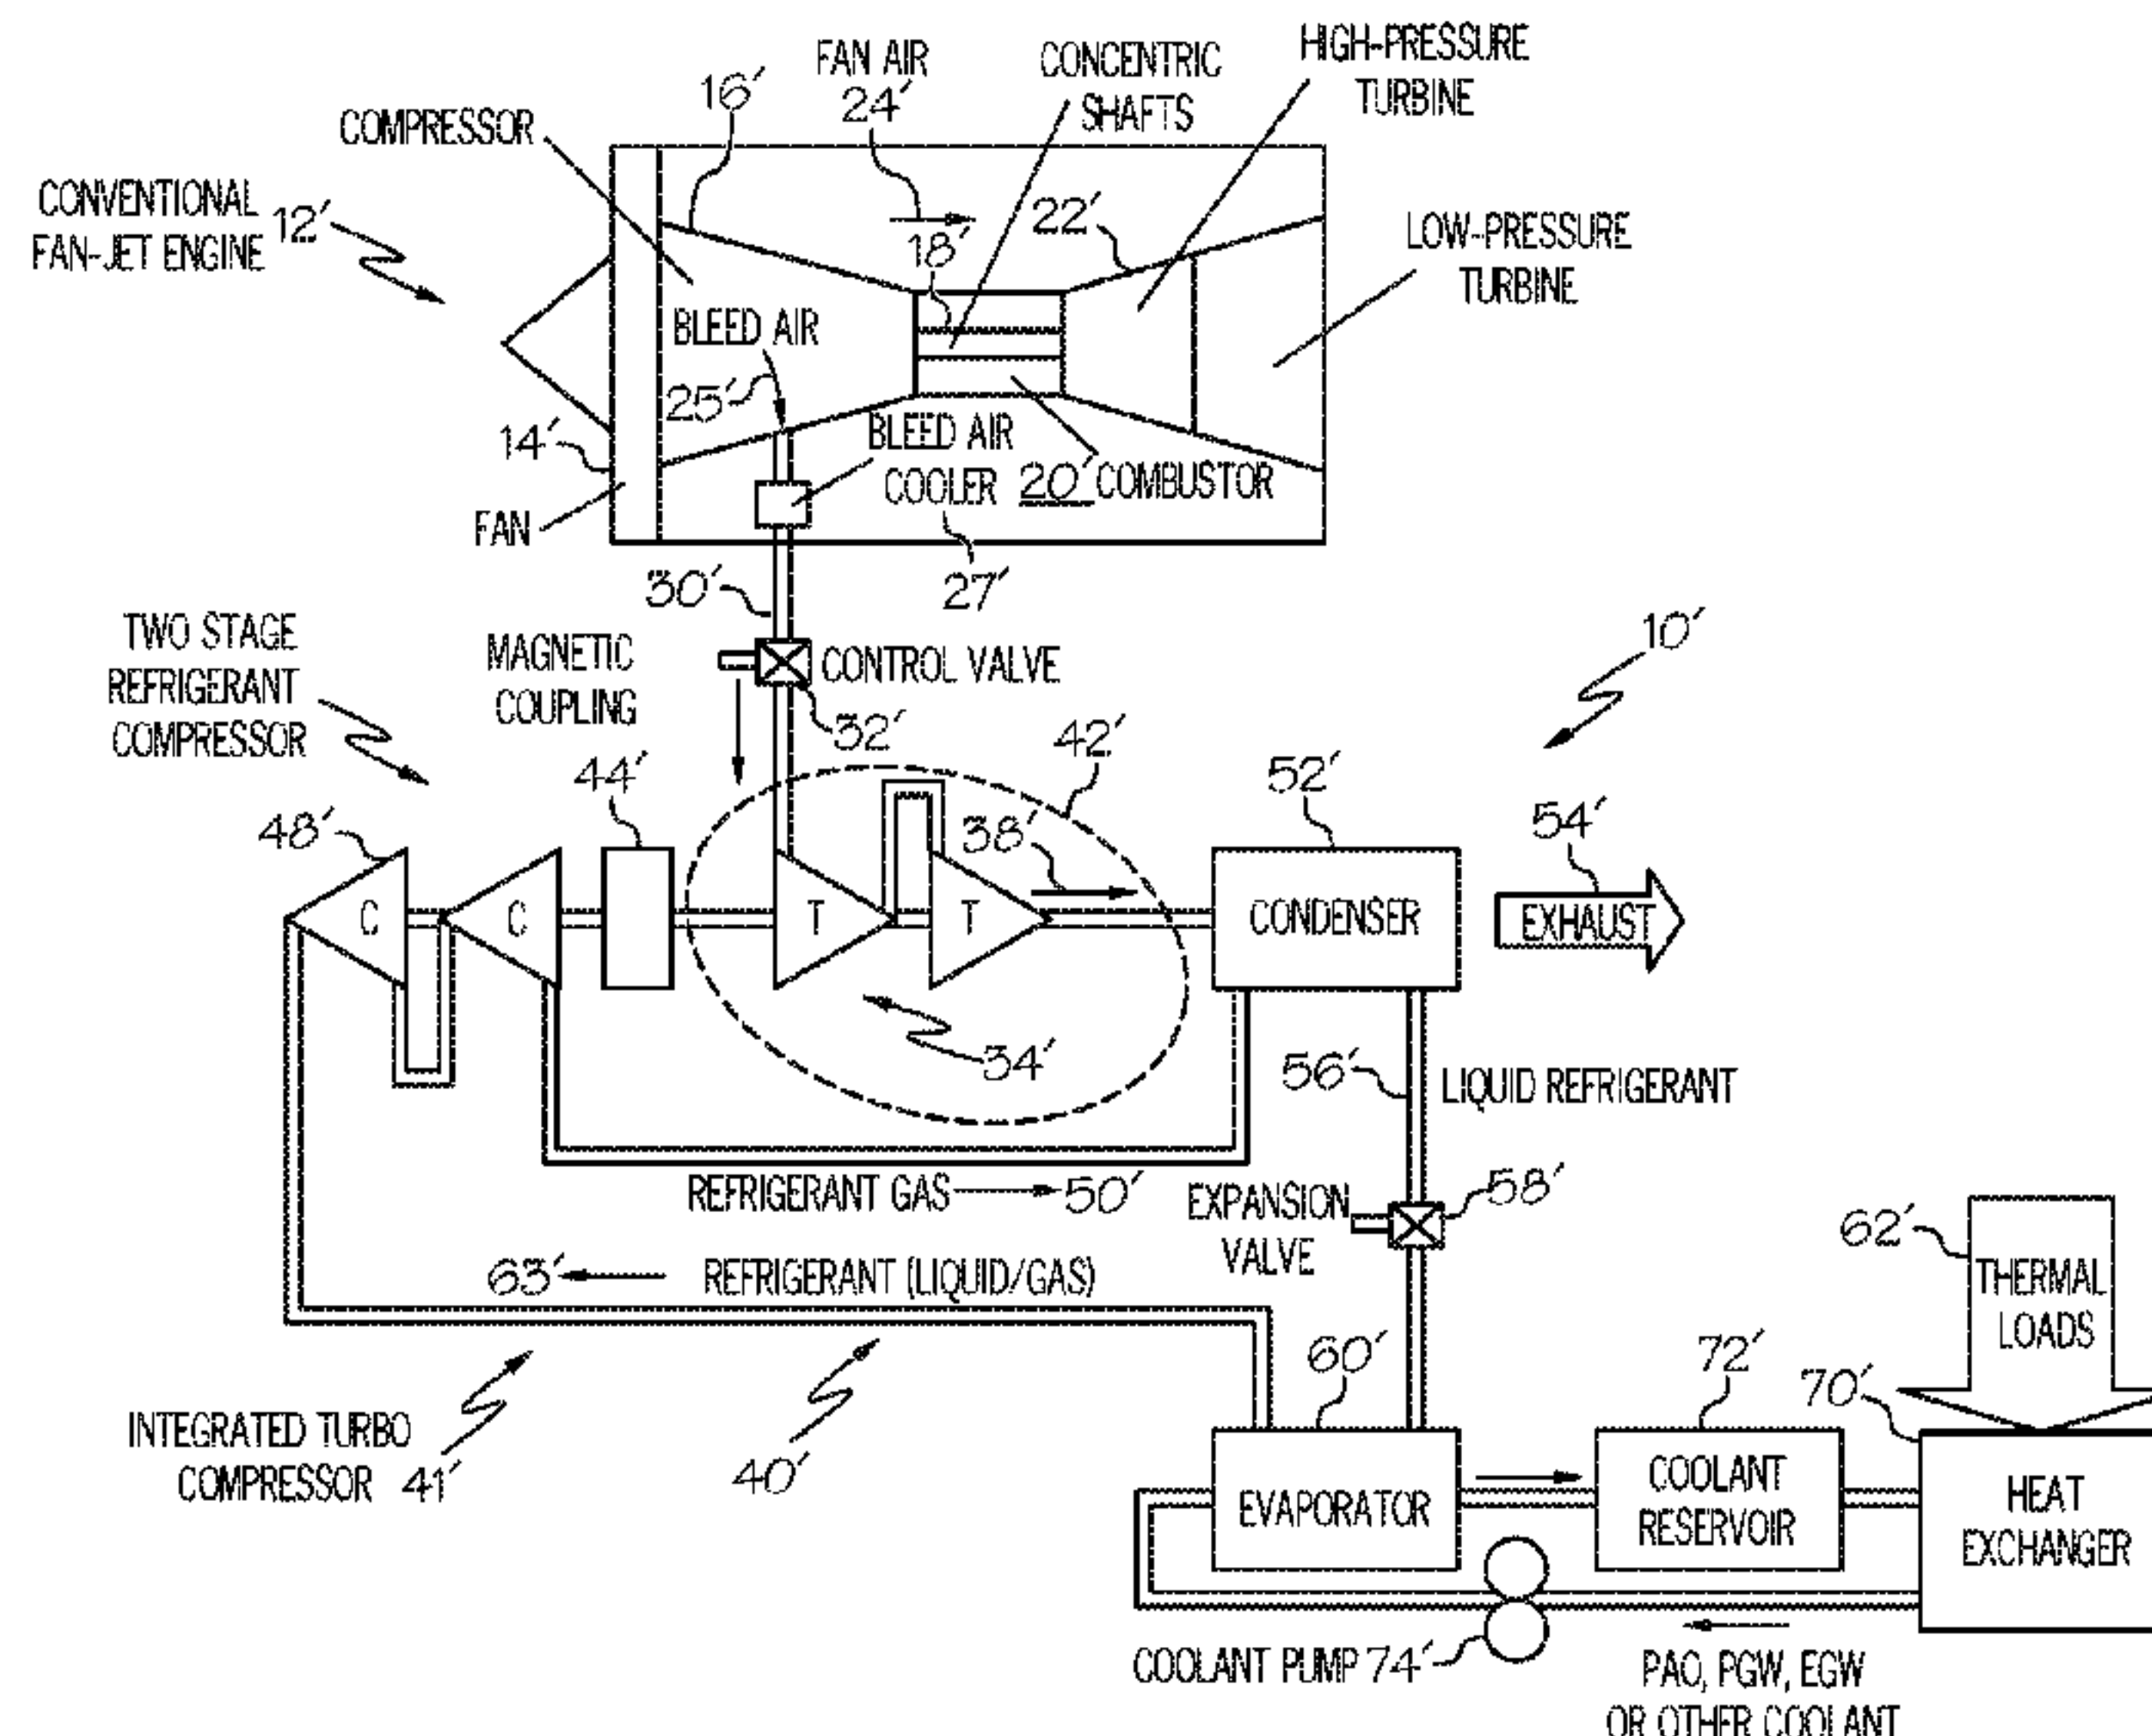 FAN AIR
24'
CONCENTRIC
SHAFTS
HIGH-PRESSURE
TURBINE
16'
COMPRESSOR
CONVENTIONAL
FAN-JET ENGINE 12'
18'
22'
LOW-PRESSURE
TURBINE
BLEED AIR
25'
14'
FAN
BLEED AIR
COOLER
27'
20' COMBUSTOR
30'
TWO STAGE
REFRIGERANT
COMPRESSOR
MAGNETIC
COUPLING
CONTROL VALVE
32'
10'
42'
44'
48'
38'
52'
54'
C
C
T
T
CONDENSER
EXHAUST
34'
56'
LIQUID REFRIGERANT
REFRIGERANT GAS 50'
EXPANSION
VALVE
58'
63' REFRIGERANT (LIQUID/GAS)
62'
THERMAL
LOADS
60'
72'
70'
INTEGRATED TURBO
COMPRESSOR 41'
40'
EVAPORATOR
COOLANT
RESERVOIR
HEAT
EXCHANGER
COOLANT PUMP 74'
PAO, PGW, EGW
OR OTHER COOLANT